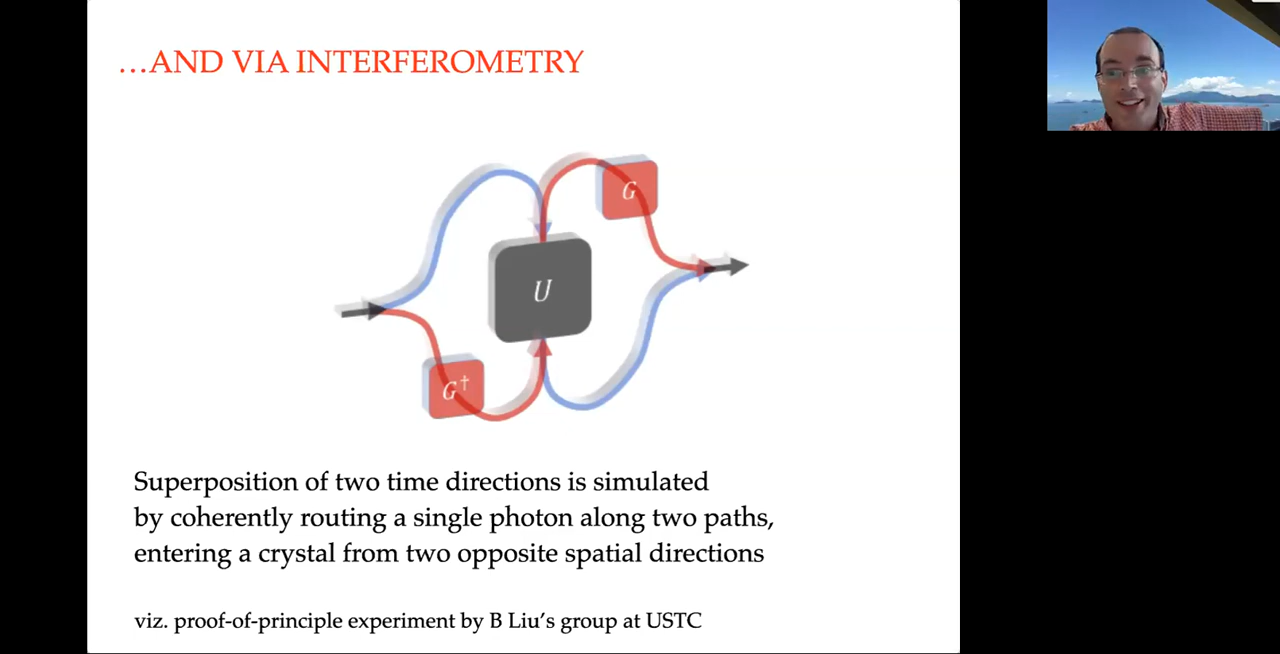 …AND VIA INTERFEROMETRY
G
U
G†
Superposition of two time directions is simulated
by coherently routing a single photon along two paths,
entering a crystal from two opposite spatial directions
viz. proof-of-principle experiment by B Liu’s group at USTC